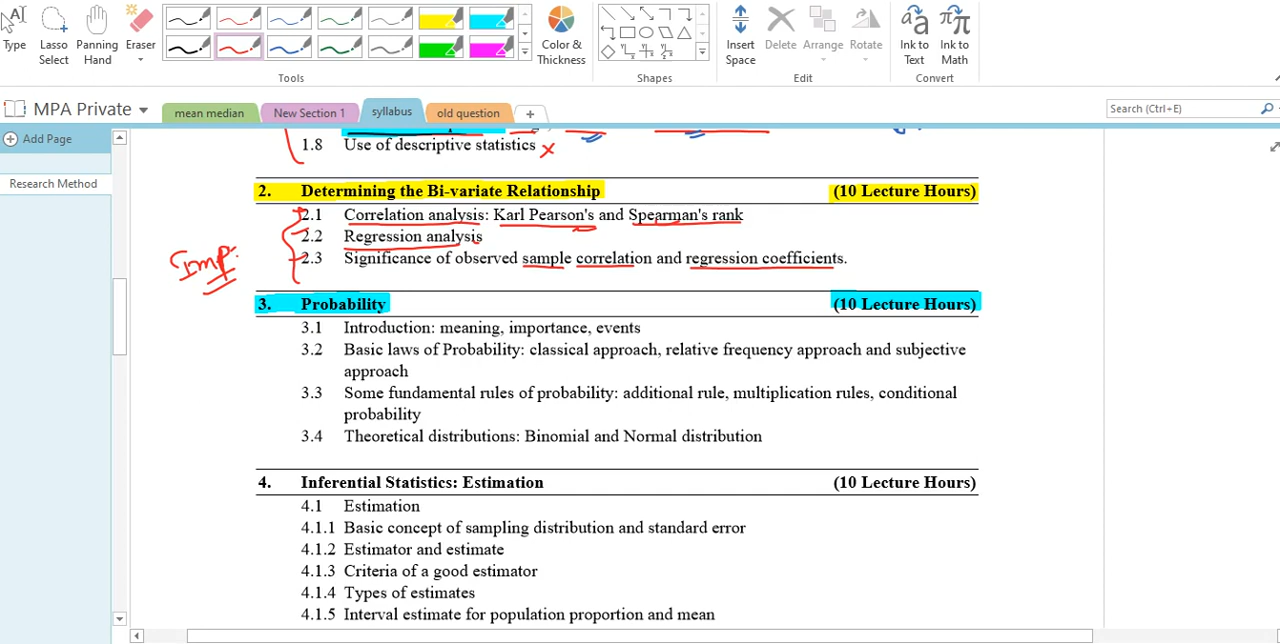 Type
Lasso Select
Panning Hand
Eraser
Color & Thickness
Insert Space
Delete
Arrange
Rotate
Ink to Text
Ink to Math
Tools
Shapes
Edit
Convert
MPA Private
mean median
New Section 1
syllabus
old question
+
Search (Ctrl+E)
Add Page
Research Method
1.8 Use of descriptive statistics x
2. Determining the Bi-variate Relationship (10 Lecture Hours)
2.1 Correlation analysis: Karl Pearson's and Spearman's rank
2.2 Regression analysis
Imp:
2.3 Significance of observed sample correlation and regression coefficients.
3. Probability (10 Lecture Hours)
3.1 Introduction: meaning, importance, events
3.2 Basic laws of Probability: classical approach, relative frequency approach and subjective
approach
3.3 Some fundamental rules of probability: additional rule, multiplication rules, conditional
probability
3.4 Theoretical distributions: Binomial and Normal distribution
4. Inferential Statistics: Estimation (10 Lecture Hours)
4.1 Estimation
4.1.1 Basic concept of sampling distribution and standard error
4.1.2 Estimator and estimate
4.1.3 Criteria of a good estimator
4.1.4 Types of estimates
4.1.5 Interval estimate for population proportion and mean